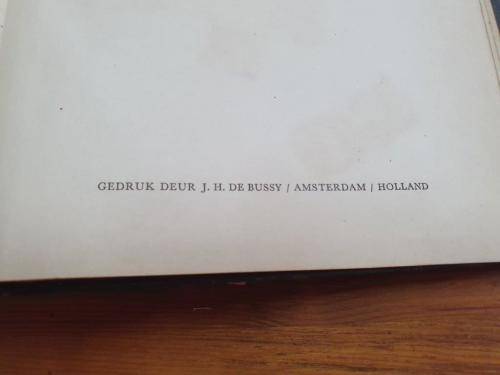 GEDRUK DEUR J. H. DE BUSSY / AMSTERDAM / HOLLAND